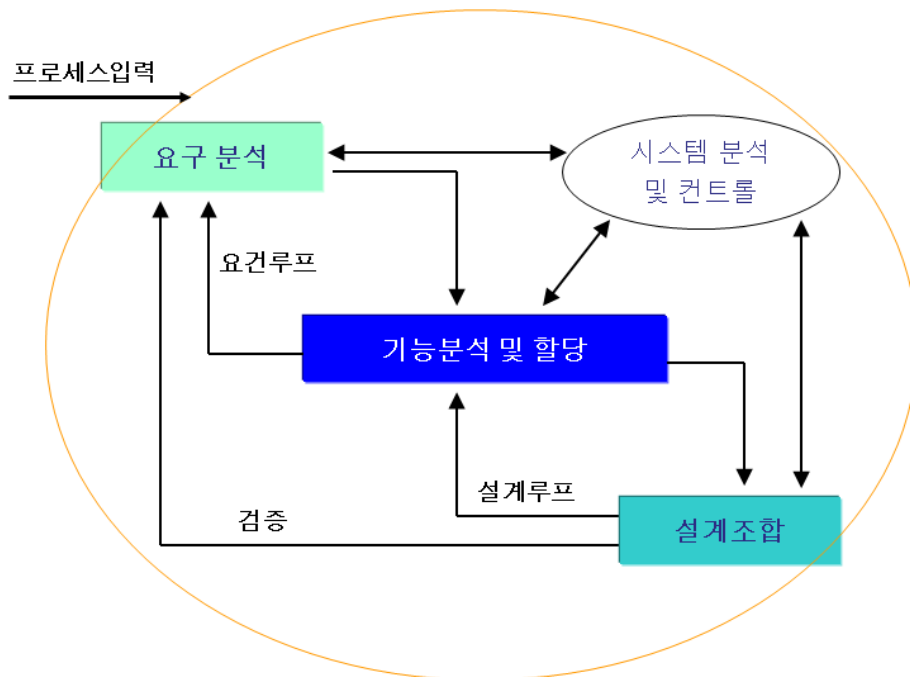 프로세스입력
요구 분석
시스템 분석
및 컨트롤
요건루프
기능분석 및 할당
설계루프
검증
설계조합